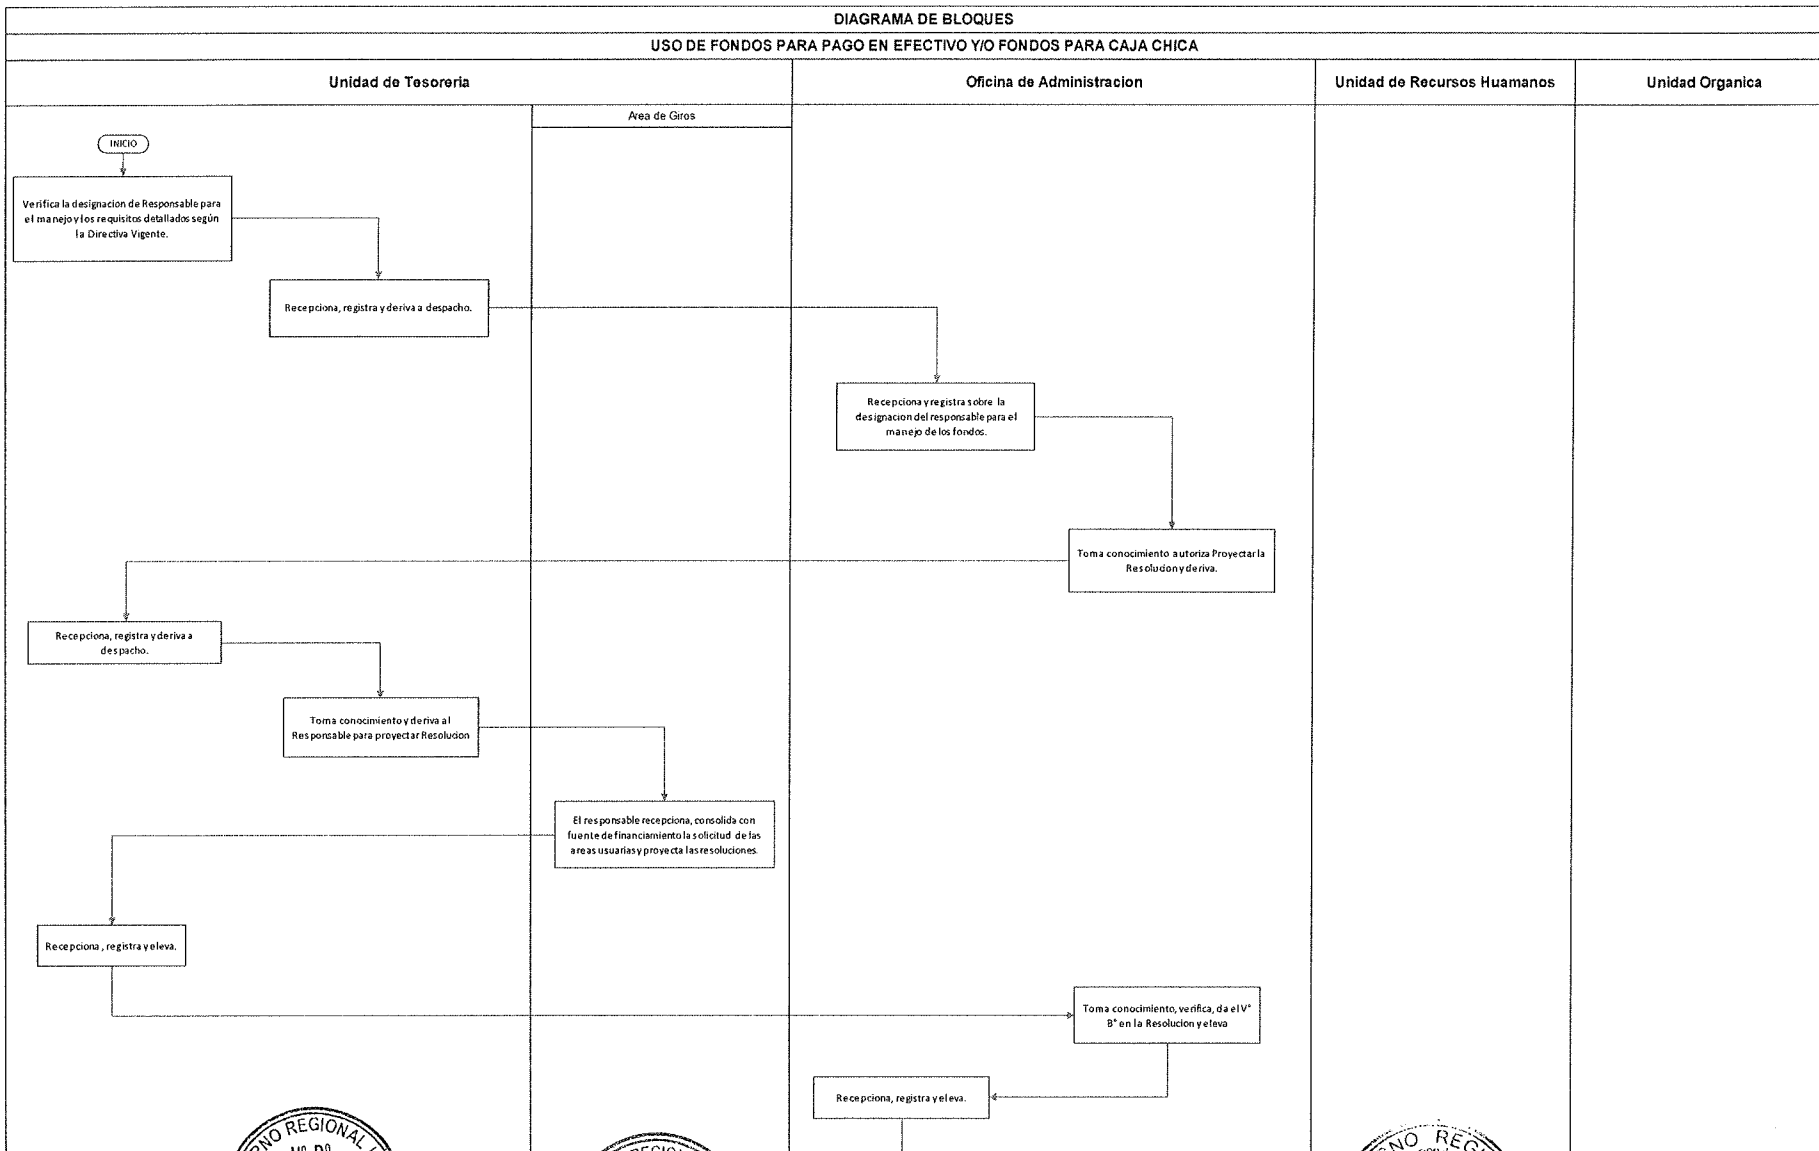 DIAGRAMA DE BLOQUES
USO DE FONDOS PARA PAGO EN EFECTIVO Y/O FONDOS PARA CAJA CHICA
Unidad de Tesoreria
Oficina de Administracion
Unidad de Recursos Huamanos
Unidad Organica
Area de Giros
INICIO
Verifica la designacion de Responsable para
el manejo y los requisitos detallados según
la Directiva Vigente.
Recepciona, registra y deriva a despacho.
Recepciona y registra sobre la
designacion del responsable para el
manejo de los fondos.
Toma conocimiento autoriza Proyectar la
Resolucion y deriva.
Recepciona, registra y deriva a
despacho.
Toma conocimiento y deriva al
Responsable para proyectar Resolucion
El responsable recepciona, consolida con
fuente de financiamiento la solicitud de las
areas usuarias y proyecta las resoluciones.
Recepciona, registra y eleva.
Toma conocimiento, verifica, da el V°
B° en la Resolucion y eleva
Recepciona, registra y eleva.
REGIONAL